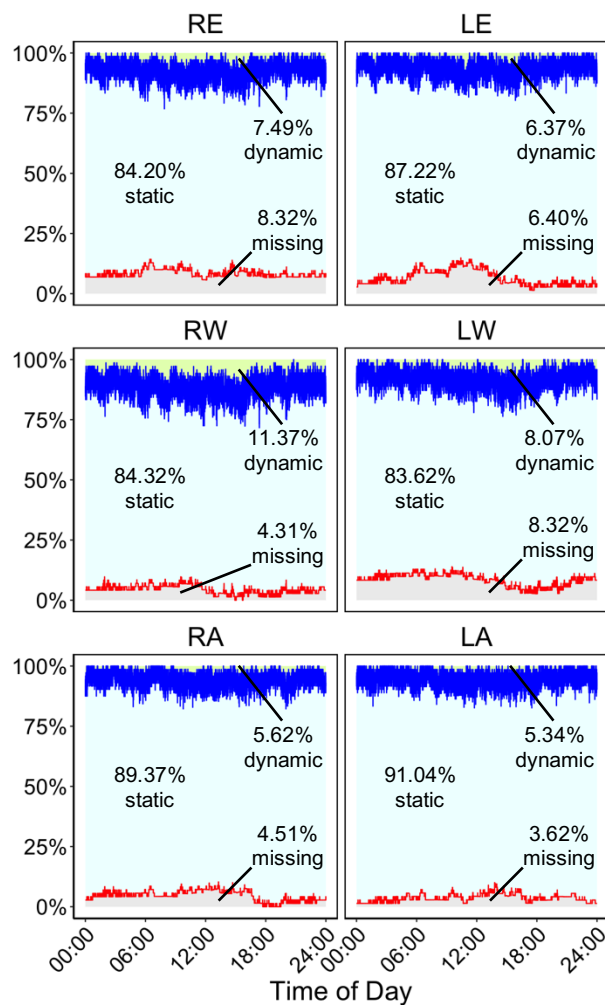 RE
LE
100%
75%
50%
25%
0%
7.49%
dynamic
84.20%
static
8.32%
missing
6.37%
dynamic
87.22%
static
6.40%
missing
RW
LW
100%
75%
50%
25%
0%
11.37%
dynamic
84.32%
static
4.31%
missing
8.07%
dynamic
83.62%
static
8.32%
missing
RA
LA
100%
75%
50%
25%
0%
5.62%
dynamic
89.37%
static
4.51%
missing
5.34%
dynamic
91.04%
static
3.62%
missing
00:00
06:00
12:00
18:00
24:00
00:00
06:00
12:00
18:00
24:00
Time of Day